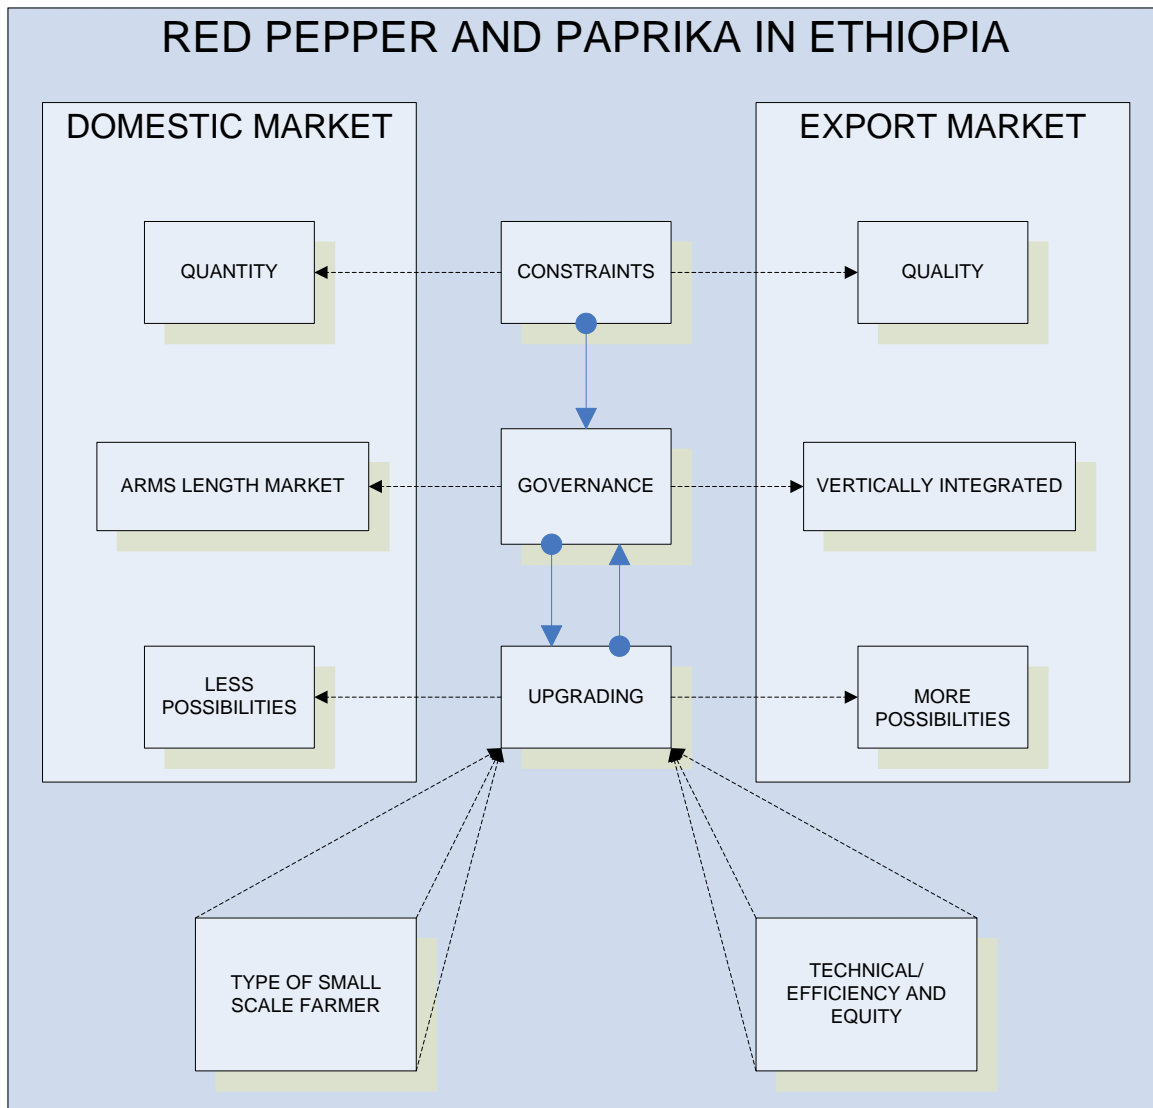 RED PEPPER AND PAPRIKA IN ETHIOPIA
DOMESTIC MARKET
EXPORT MARKET
QUANTITY
CONSTRAINTS
QUALITY
ARMS LENGTH MARKET
GOVERNANCE
VERTICALLY INTEGRATED
LESS
POSSIBILITIES
UPGRADING
MORE
POSSIBILITIES
TYPE OF SMALL
SCALE FARMER
TECHNICAL/
EFFICIENCY AND
EQUITY